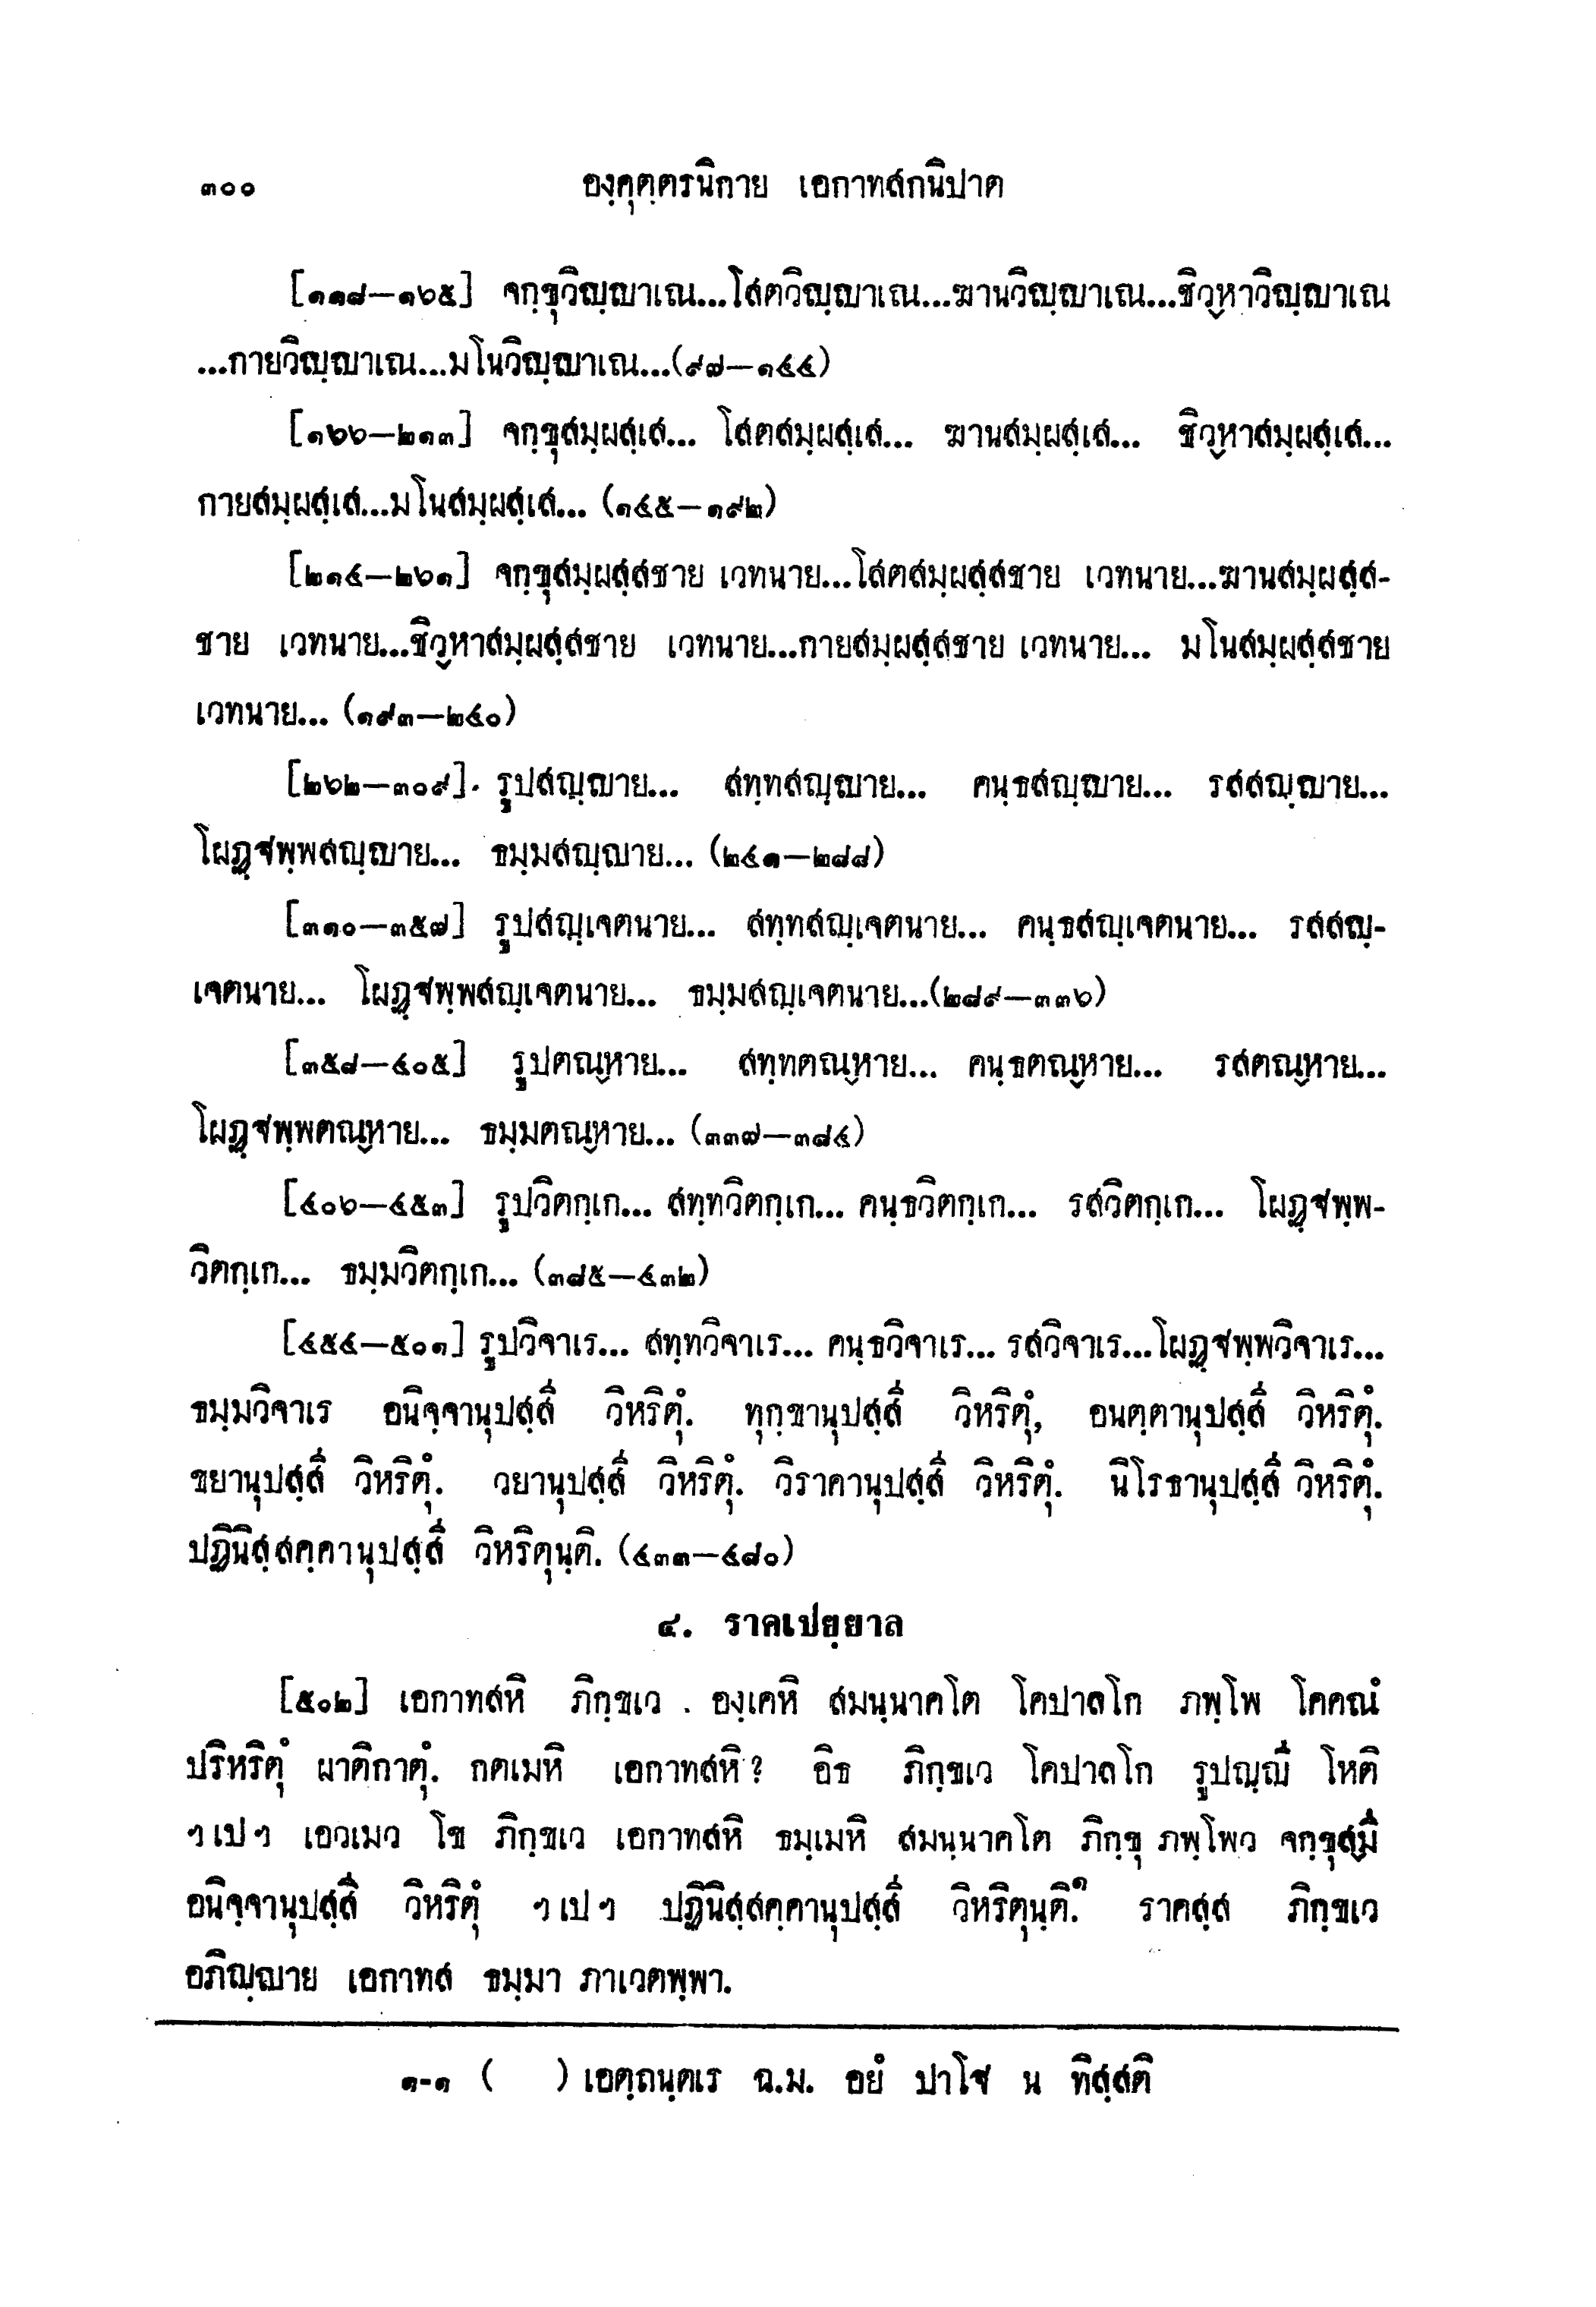 ๓๐๐ องฺคุตฺตรนิกาย เอกาทสกนิปาต
[๑๑๘–๑๖๕] จกฺขุวิญฺญาเณ...โสตวิญฺญาเณ...ฆานวิญฺญาเณ...ชิวฺหาวิญฺญาเณ
...กายวิญฺญาเณ...มโนวิญฺญาเณ...(๙๗–๑๔๔)
[๑๖๖–๒๑๓] จกฺขุสมฺผสฺเส... โสตสมฺผสฺเส... ฆานสมฺผสฺเส... ชิวฺหาสมฺผสฺเส...
กายสมฺผสฺเส...มโนสมฺผสฺเส... (๑๔๕–๑๙๒)
[๒๑๔–๒๖๑] จกฺขุสมฺผสฺสชาย เวทนาย...โสตสมฺผสฺสชาย เวทนาย...ฆานสมฺผสฺส-
ชาย เวทนาย...ชิวฺหาสมฺผสฺสชาย เวทนาย...กายสมฺผสฺสชาย เวทนาย... มโนสมฺผสฺสชาย
เวทนาย... (๑๙๓–๒๔๐)
[๒๖๒–๓๐๙] รูปสญฺญาย... สทฺทสญฺญาย... คนฺธสญฺญาย... รสสญฺญาย...
โผฏฺฐพฺพสญฺญาย... ธมฺมสญฺญาย... (๒๔๑–๒๘๘)
[๓๑๐–๓๕๗] รูปสญฺเจตนาย... สทฺทสญฺเจตนาย... คนฺธสญฺเจตนาย... รสสญฺ-
เจตนาย... โผฏฺฐพฺพสญฺเจตนาย... ธมฺมสญฺเจตนาย...(๒๘๙–๓๓๖)
[๓๕๘–๔๐๕] รูปตณฺหาย... สทฺทตณฺหาย... คนฺธตณฺหาย... รสตณฺหาย...
โผฏฺฐพฺพตณฺหาย... ธมฺมตณฺหาย... (๓๓๗–๓๘๔)
[๔๐๖–๔๕๓] รูปวิตกฺเก... สทฺทวิตกฺเก... คนฺธวิตกฺเก... รสวิตกฺเก... โผฏฺฐพฺพ-
วิตกฺเก... ธมฺมวิตกฺเก... (๓๘๕–๔๓๒)
[๔๕๔–๕๐๑] รูปวิจาเร... สทฺทวิจาเร... คนฺธวิจาเร... รสวิจาเร...โผฏฺฐพฺพวิจาเร...
ธมฺมวิจาเร อนิจฺจานุปสฺสี วิหริตุํ. ทุกฺขานุปสฺสี วิหริตุํ, อนตฺตานุปสฺสี วิหริตุํ.
ขยานุปสฺสี วิหริตุํ. วยานุปสฺสี วิหริตุํ. วิราคานุปสฺสี วิหริตุํ. นิโรธานุปสฺสี วิหริตุํ.
ปฏินิสฺสคฺคานุปสฺสี วิหริตุนฺติ. (๔๓๓–๔๘๐)
๔. ราคเปยฺยาล
[๕๐๒] เอกาทสหิ ภิกฺขเว องฺเคหิ สมนฺนาคโต โคปาลโก ภพฺโพ โคคณํ
ปริหริตุํ ผาติกาตุํ. กตเมหิ เอกาทสหิ? อิธ ภิกฺขเว โคปาลโก รูปญฺญู โหติ
ฯเปฯ เอวเมว โข ภิกฺขเว เอกาทสหิ ธมฺเมหิ สมนฺนาคโต ภิกฺขุ ภพฺโพว จกฺขุสฺมึ
อนิจฺจานุปสฺสี วิหริตุํ ฯเปฯ ปฏินิสฺสคฺคานุปสฺสี วิหริตุนฺติ.๑ ราคสฺส ภิกฺขเว
อภิญฺญาย เอกาทส ธมฺมา ภาเวตพฺพา.
๑-๑ ( ) เอตฺถนฺตเร ฉ.ม. อยํ ปาโฐ น ทิสฺสติ